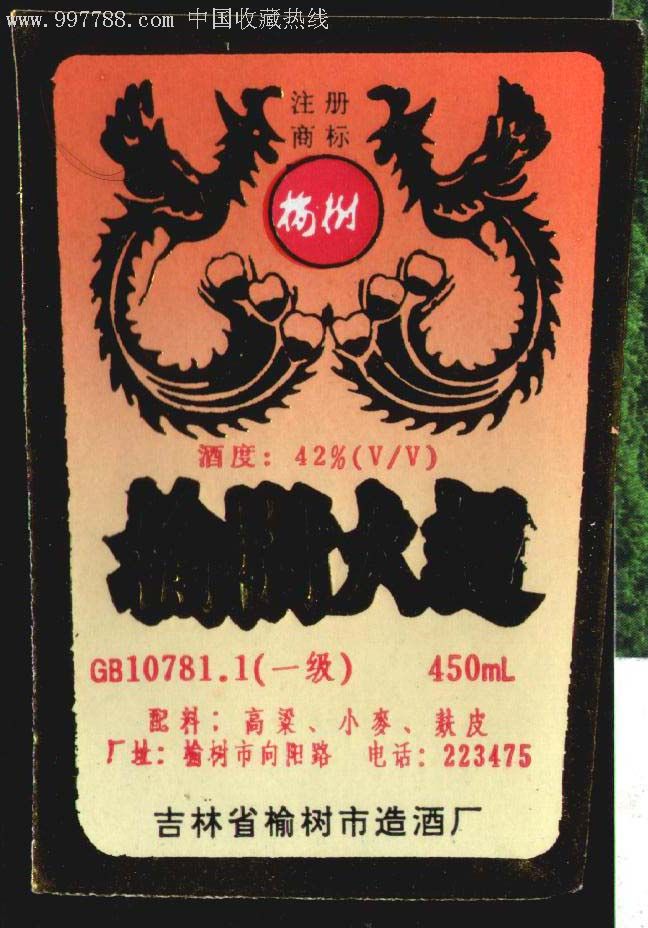 www.997788.com 中国收藏热线
注册
商标
榆树
酒度: 42%(V/V)
榆树大曲
GB10781.1(一级) 450mL
配料: 高粱、小麥、麸皮
厂址: 榆树市向阳路 电话: 223475
吉林省榆树市造酒厂